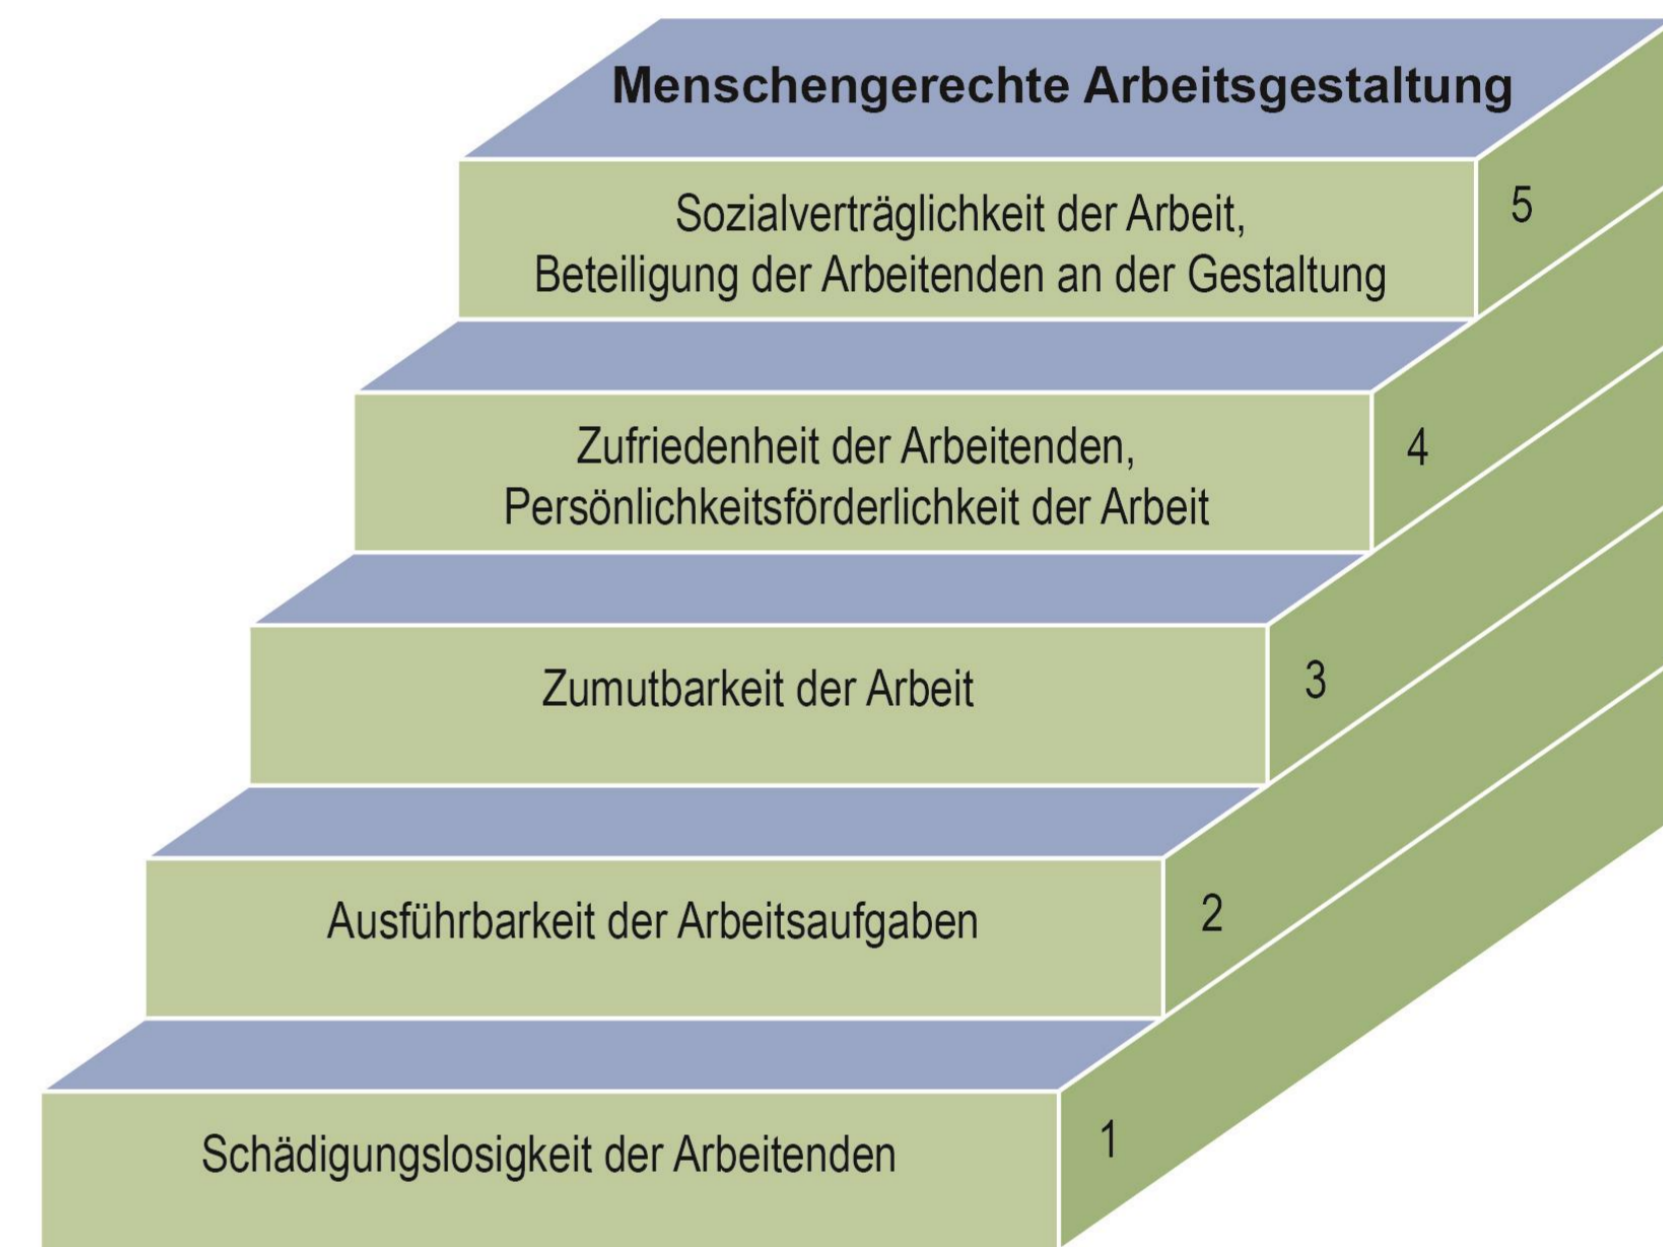 Menschengerechte Arbeitsgestaltung
Sozialverträglichkeit der Arbeit,
Beteiligung der Arbeitenden an der Gestaltung
5
Zufriedenheit der Arbeitenden,
Persönlichkeitsförderlichkeit der Arbeit
4
Zumutbarkeit der Arbeit
3
Ausführbarkeit der Arbeitsaufgaben
2
Schädigungslosigkeit der Arbeitenden
1